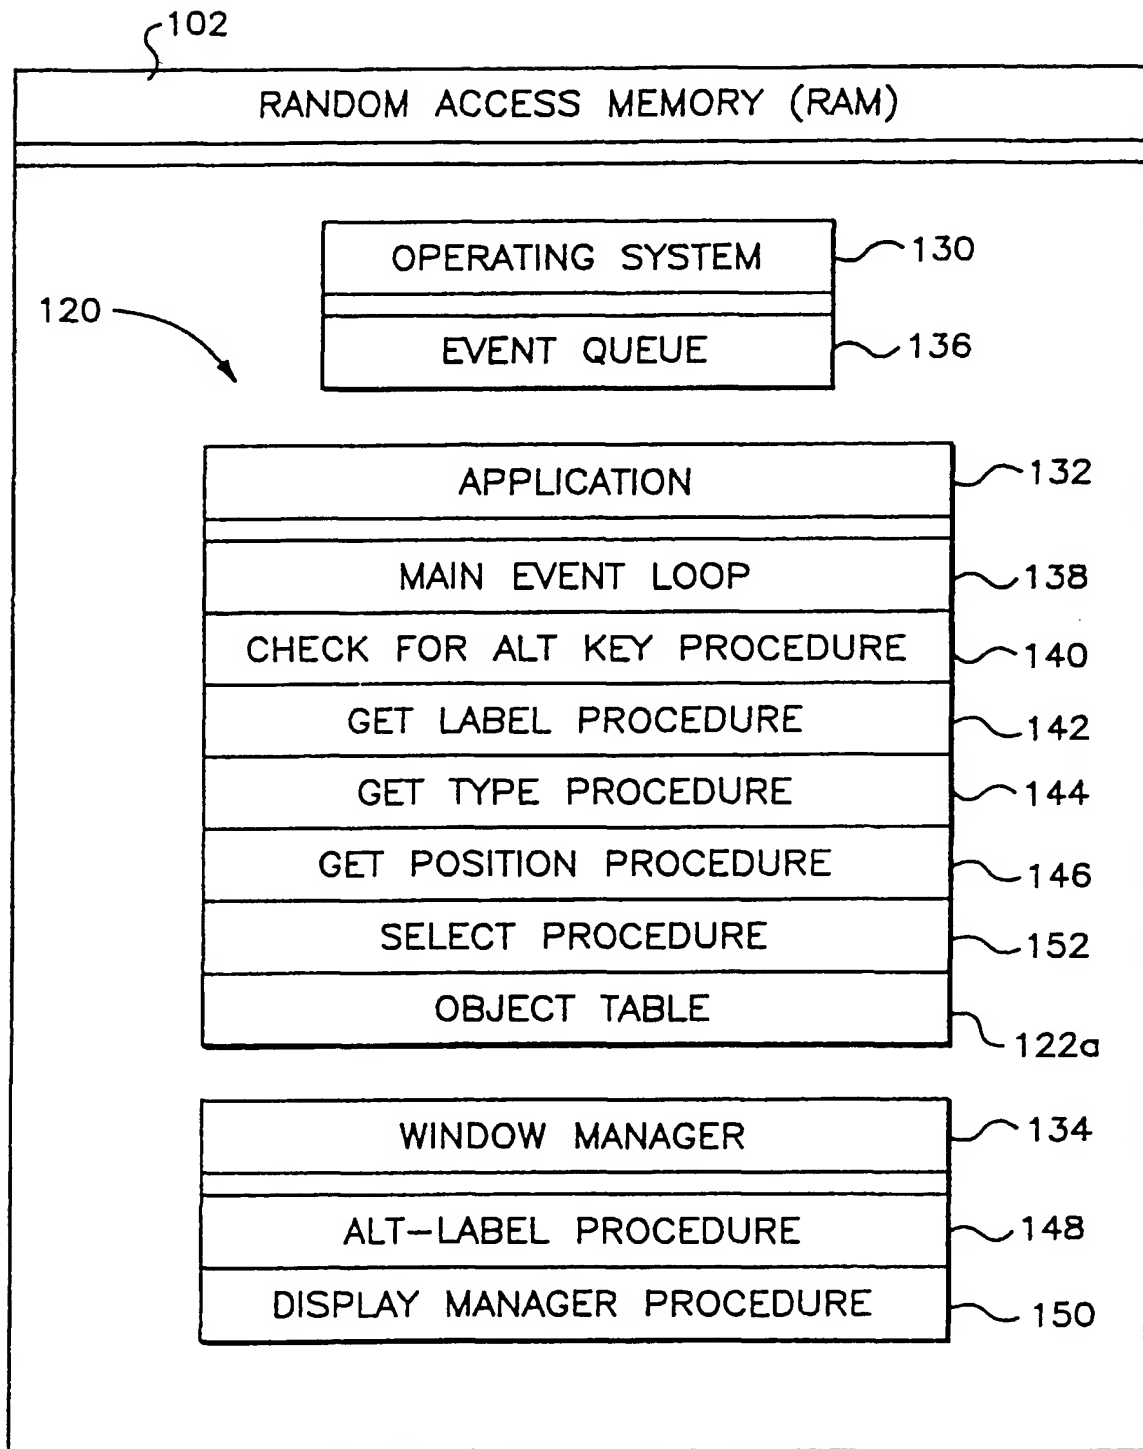 102
RANDOM ACCESS MEMORY (RAM)
OPERATING SYSTEM 130
120
EVENT QUEUE 136
APPLICATION 132
MAIN EVENT LOOP 138
CHECK FOR ALT KEY PROCEDURE 140
GET LABEL PROCEDURE 142
GET TYPE PROCEDURE 144
GET POSITION PROCEDURE 146
SELECT PROCEDURE 152
OBJECT TABLE 122a
WINDOW MANAGER 134
ALT-LABEL PROCEDURE 148
DISPLAY MANAGER PROCEDURE 150